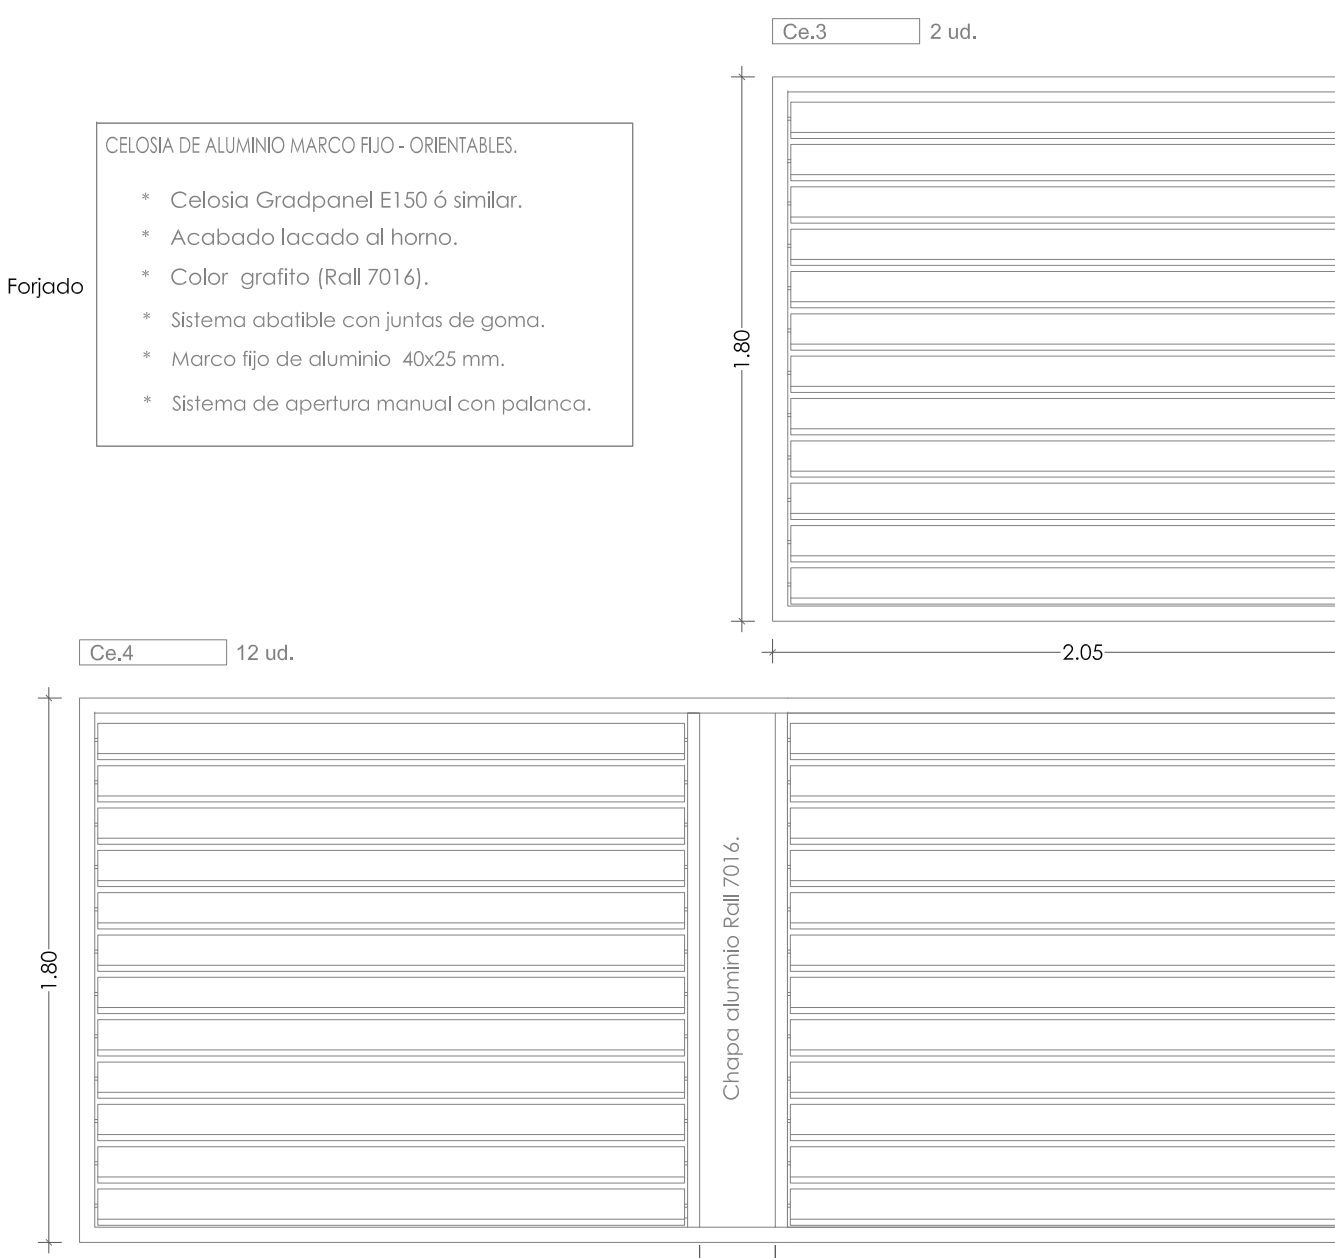 Ce.3
2 ud.
CELOSIA DE ALUMINIO MARCO FIJO - ORIENTABLES.
* Celosia Gradpanel E150 ó similar.
* Acabado lacado al horno.
* Color grafito (Rall 7016).
* Sistema abatible con juntas de goma.
* Marco fijo de aluminio 40x25 mm.
* Sistema de apertura manual con palanca.
Forjado
1.80
2.05
Ce.4
12 ud.
1.80
Chapa aluminio Rall 7016.